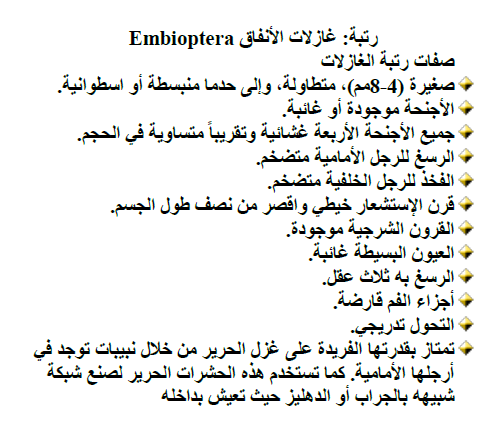 رتبة: غازلات الأنفاق Embioptera
صفات رتبة الغازلات
صغيرة (4-8مم)، متطاولة، وإلى حدما منبسطة أو اسطوانية.
الأجنحة موجودة أو غائبة.
جميع الأجنحة الأربعة غشائية وتقريباً متساوية في الحجم.
الرسغ للرجل الأمامية متضخم.
الفخذ للرجل الخلفية متضخم.
قرن الإستشعار خيطي واقصر من نصف طول الجسم.
القرون الشرجية موجودة.
العيون البسيطة غائبة.
الرسغ به ثلاث عقل.
أجزاء الفم قارضة.
التحول تدريجي.
تمتاز بقدرتها الفريدة على غزل الحرير من خلال نبيبات توجد في
أرجلها الأمامية. كما تستخدم هذه الحشرات الحرير لصنع شبكة
شبيهه بالجراب أو الدهليز حيث تعيش بداخله